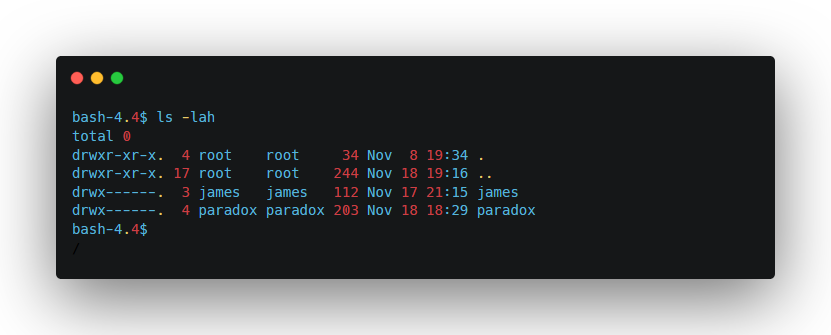 bash-4.4$ ls -lah
total 0
drwxr-xr-x.  4 root    root     34 Nov  8 19:34 .
drwxr-xr-x. 17 root    root    244 Nov 18 19:16 ..
drwx------.  3 james   james   112 Nov 17 21:15 james
drwx------.  4 paradox paradox 203 Nov 18 18:29 paradox
bash-4.4$
/